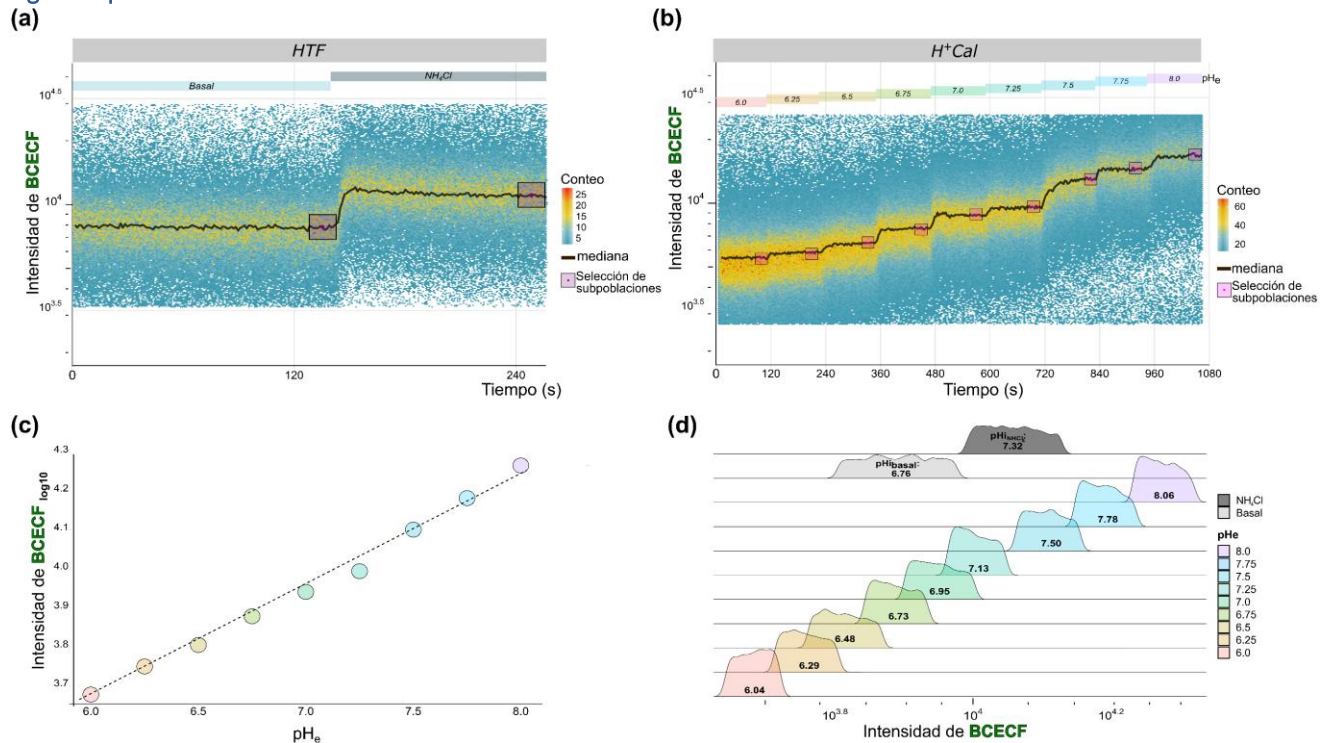 (a)
HTF
Basal
NH₄Cl
10^4.5
10^4
10^3.5
Intensidad de BCECF
0
120
240
Tiempo (s)
Conteo
25
20
15
10
5
mediana
Selección de
subpoblaciones
(b)
H⁺Cal
6.0
6.25
6.5
6.75
7.0
7.25
7.5
7.75
8.0
pHe
10^4.5
10^4
10^3.5
Intensidad de BCECF
0
120
240
360
480
600
720
840
960
1080
Tiempo (s)
Conteo
60
40
20
mediana
Selección de
subpoblaciones
(c)
Intensidad de BCECF log10
4.3
4.2
4.1
4.0
3.9
3.8
3.7
6.0
6.5
7.0
7.5
8.0
pHe
(d)
pHi NHCl:
7.32
pHi basal:
6.76
8.06
7.78
7.50
7.13
6.95
6.73
6.48
6.29
6.04
10^3.8
10^4
10^4.2
Intensidad de BCECF
NH₄Cl
Basal
pHe
8.0
7.75
7.5
7.25
7.0
6.75
6.5
6.25
6.0